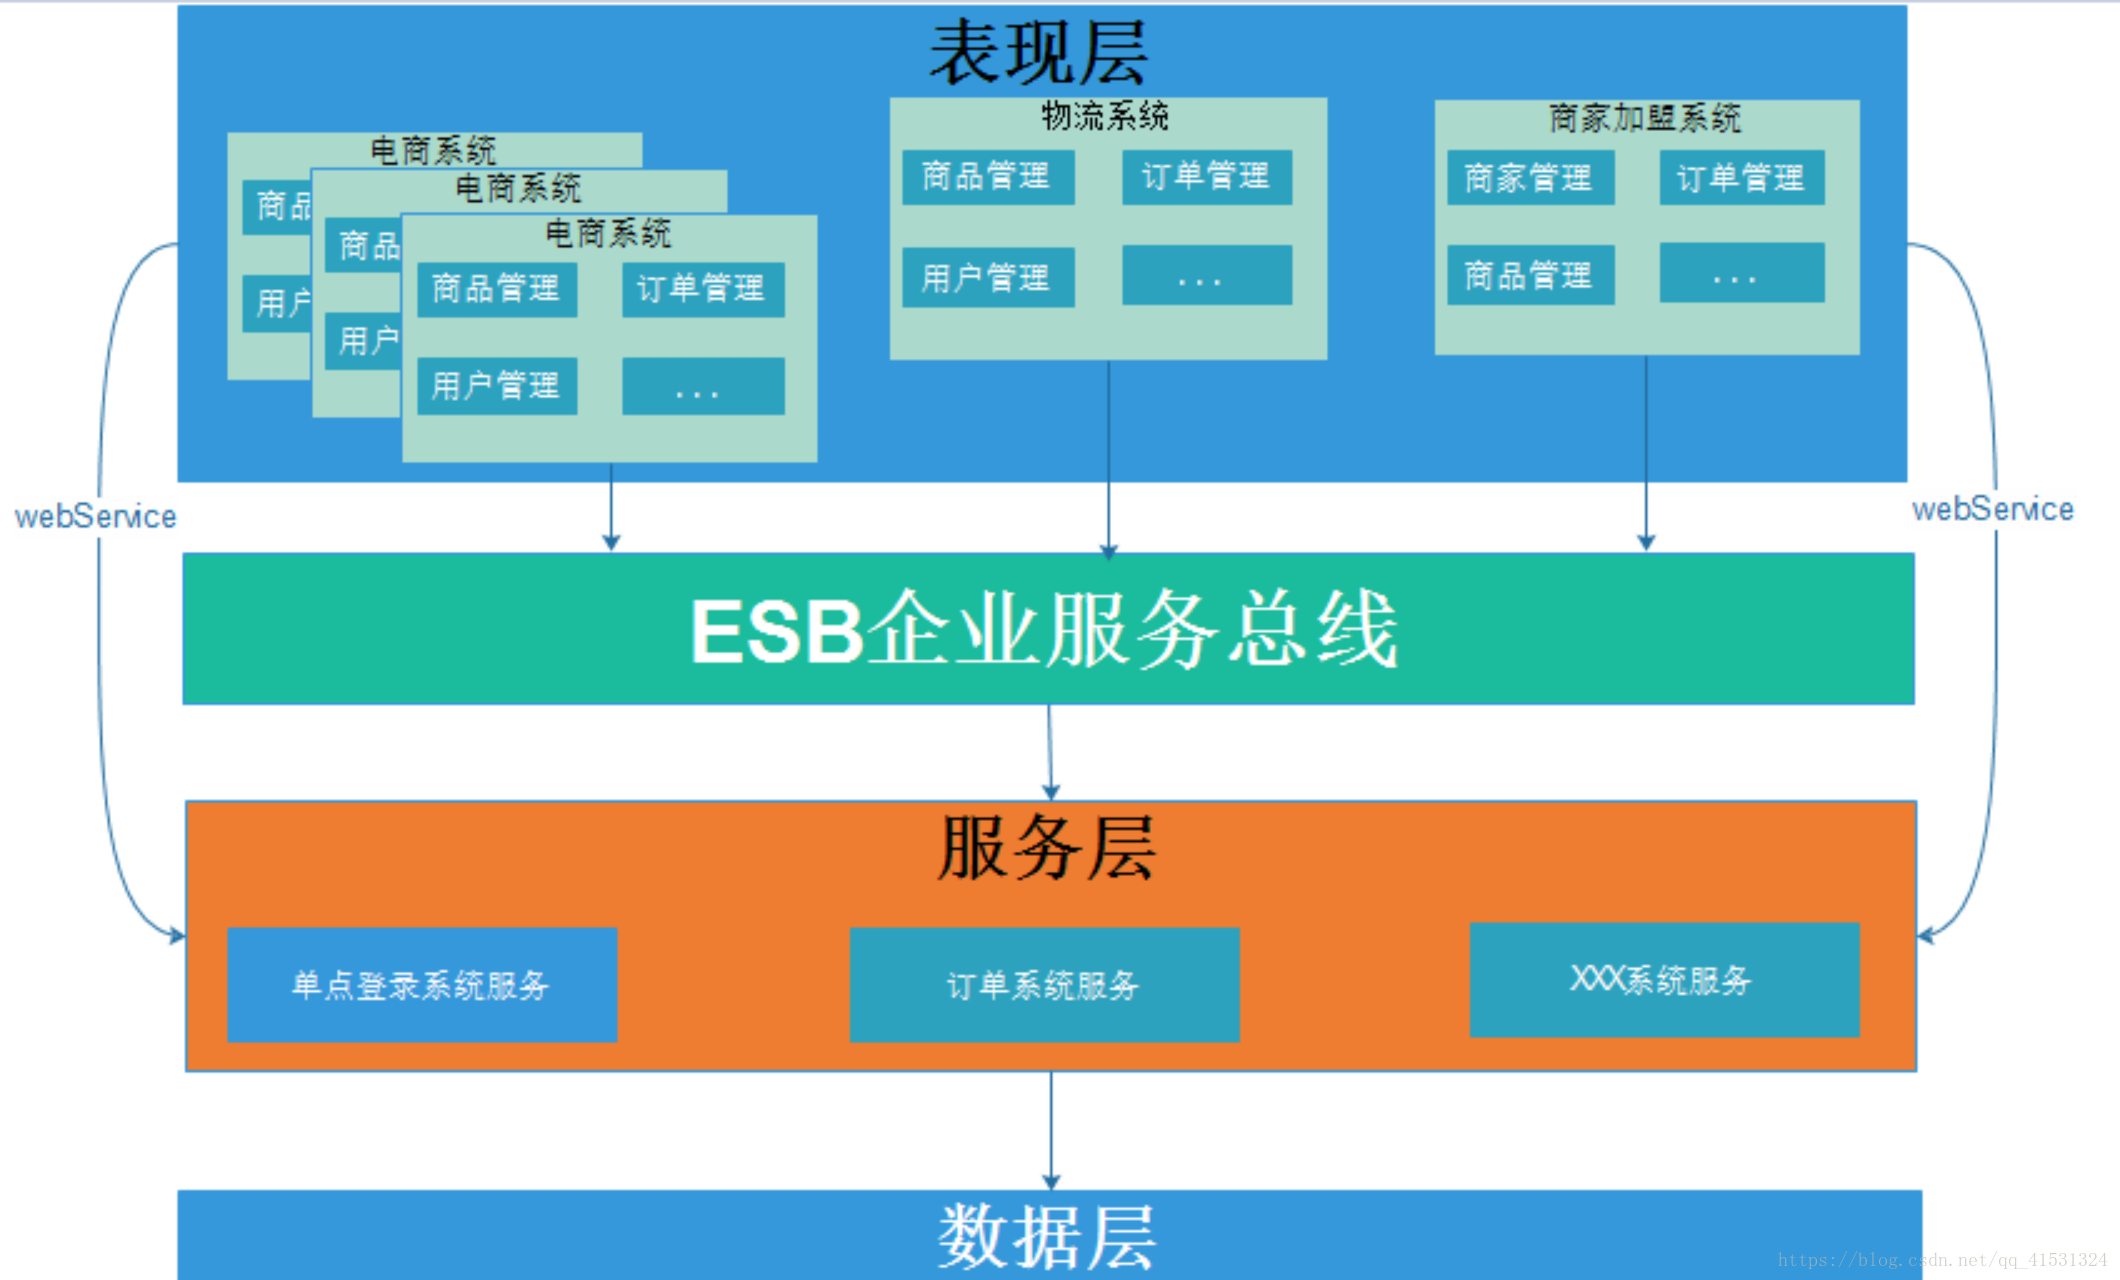 表现层
电商系统
商品
用户
电商系统
商品
用户
电商系统
商品管理
订单管理
用户管理
...
物流系统
商品管理
订单管理
用户管理
...
商家加盟系统
商家管理
订单管理
商品管理
...
webService
webService
ESB企业服务总线
服务层
单点登录系统服务
订单系统服务
XXX系统服务
数据层
https://blog.csdn.net/qq_41531324